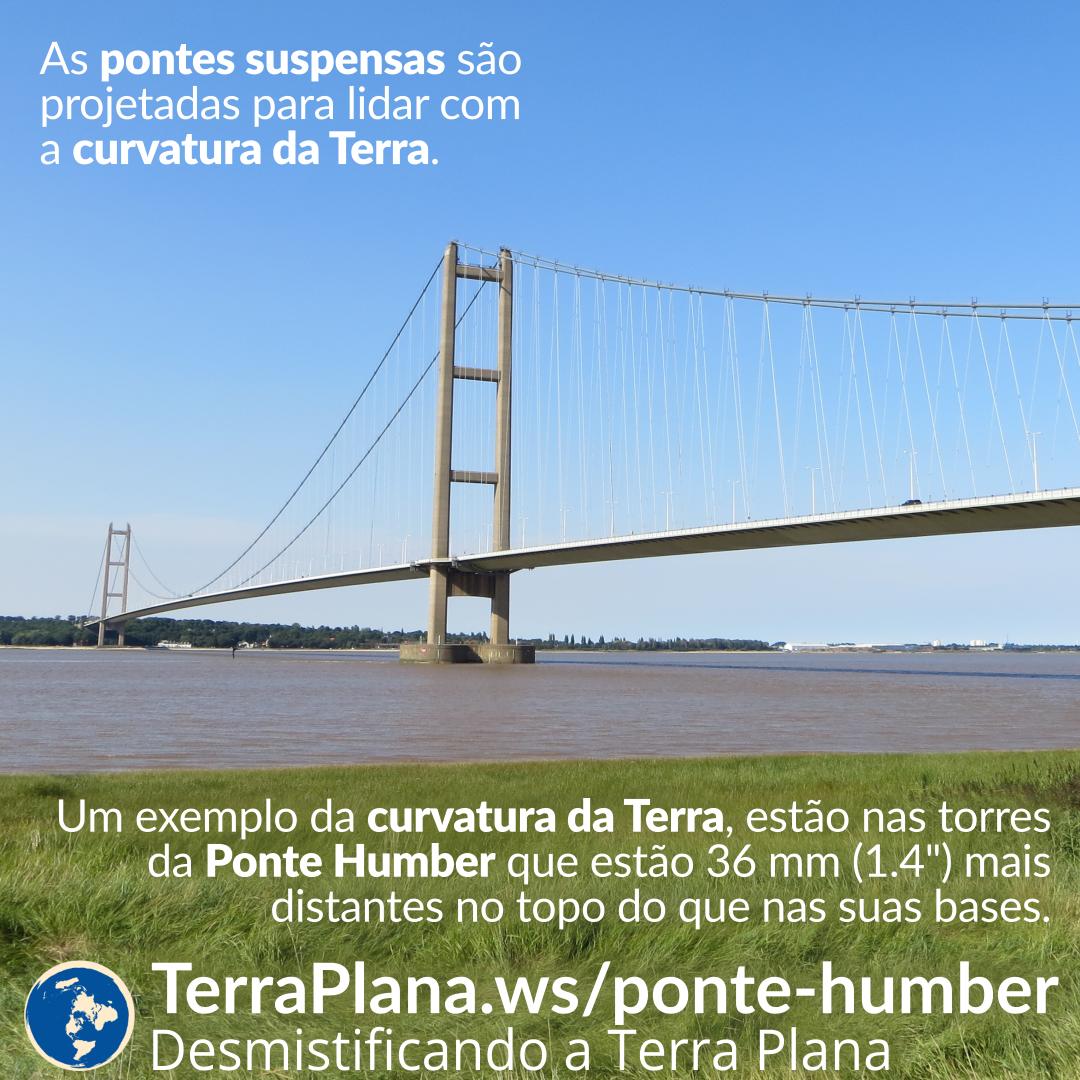 As pontes suspensas são
projetadas para lidar com
a curvatura da Terra.
Um exemplo da curvatura da Terra, estão nas torres
da Ponte Humber que estão 36 mm (1.4") mais
distantes no topo do que nas suas bases.
TerraPlana.ws/ponte-humber
Desmistificando a Terra Plana